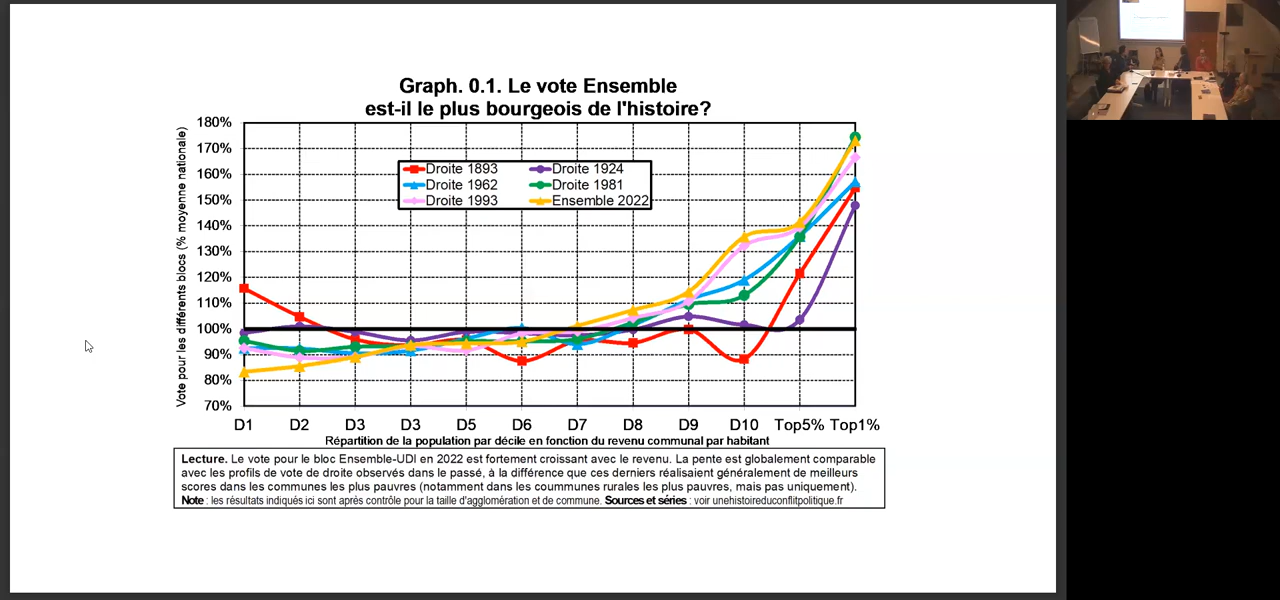 Graph. 0.1. Le vote Ensemble
est-il le plus bourgeois de l'histoire?
Vote pour les différents blocs (% moyenne nationale)
180%
170%
160%
150%
140%
130%
120%
110%
100%
90%
80%
70%
Droite 1893
Droite 1924
Droite 1962
Droite 1981
Droite 1993
Ensemble 2022
D1 D2 D3 D3 D5 D6 D7 D8 D9 D10 Top5% Top1%
Répartition de la population par décile en fonction du revenu communal par habitant
Lecture. Le vote pour le bloc Ensemble-UDI en 2022 est fortement croissant avec le revenu. La pente est globalement comparable
avec les profils de vote de droite observés dans le passé, à la différence que ces derniers réalisaient généralement de meilleurs
scores dans les communes les plus pauvres (notamment dans les coummunes rurales les plus pauvres, mais pas uniquement).
Note : les résultats indiqués ici sont après contrôle pour la taille d'agglomération et de commune. Sources et séries : voir unehistoireduconflitpolitique.fr